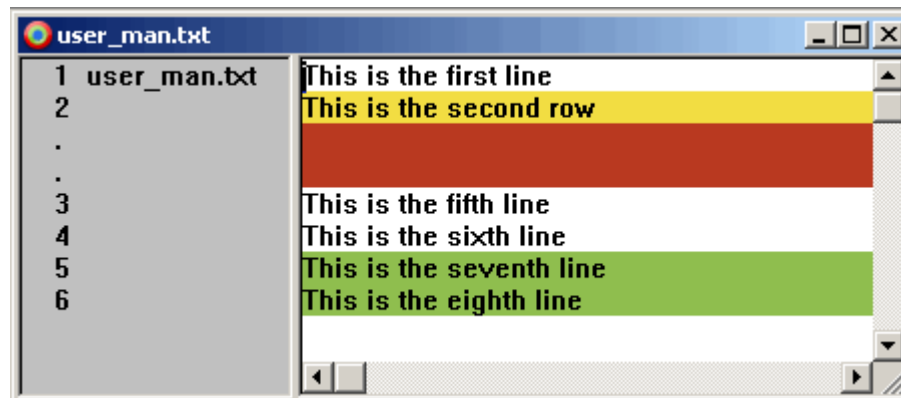 user_man.txt
1 user_man.txt This is the first line
2 This is the second row
.
.
3 This is the fifth line
4 This is the sixth line
5 This is the seventh line
6 This is the eighth line